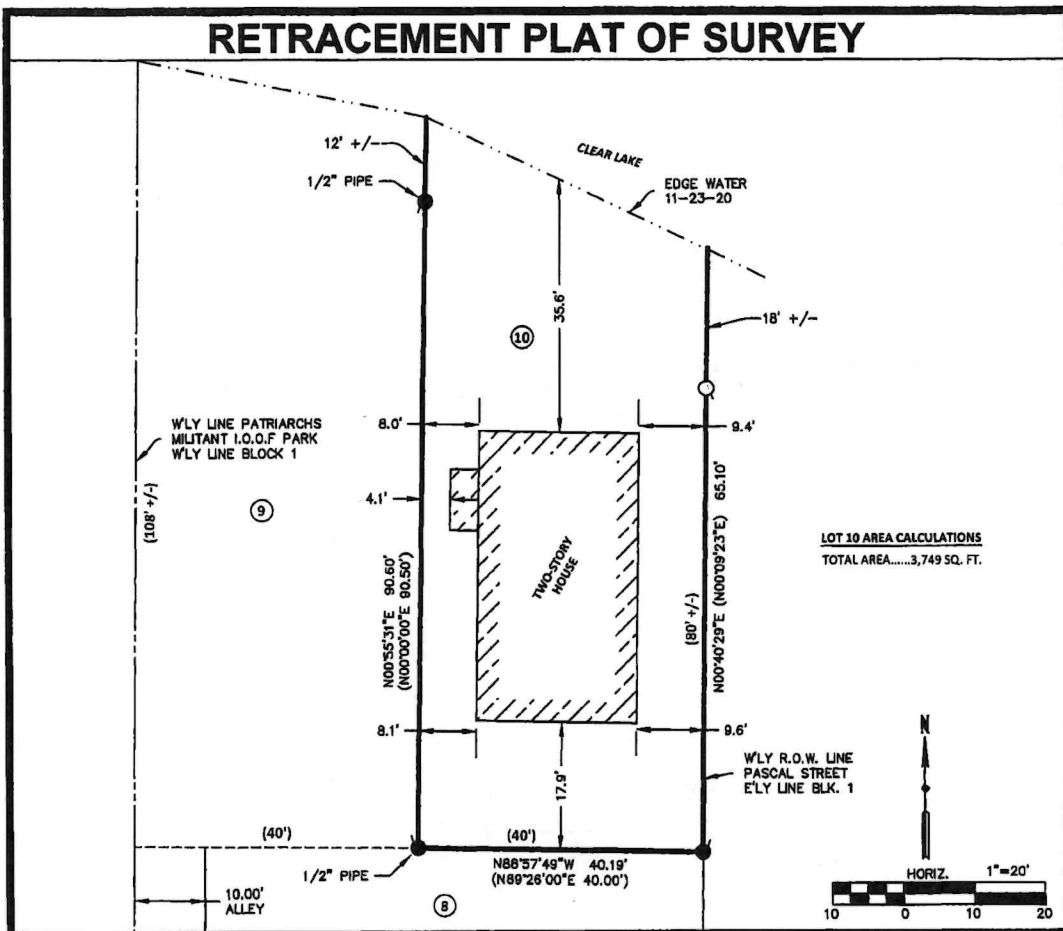 RETRACEMENT PLAT OF SURVEY
12' +/-
1/2" PIPE
CLEAR LAKE
EDGE WATER
11-23-20
35.6'
18' +/-
10
8.0'
9.4'
W'LY LINE PATRIARCHS
MILITANT I.O.O.F PARK
W'LY LINE BLOCK 1
4.1'
(108' +/-)
9
TWO-STORY
HOUSE
LOT 10 AREA CALCULATIONS
TOTAL AREA......3,749 SQ. FT.
N00°55'31"E 90.60'
(N00°00'00"E 90.50')
(80' +/-)
N00°40'29"E (N00°09'23"E) 65.10'
8.1'
9.6'
17.9'
W'LY R.O.W. LINE
PASCAL STREET
E'LY LINE BLK. 1
N
(40')
(40')
1/2" PIPE
N88°57'49"W 40.19'
(N89°26'00"E 40.00')
10.00'
ALLEY
8
HORIZ. 1"=20'
10 0 10 20